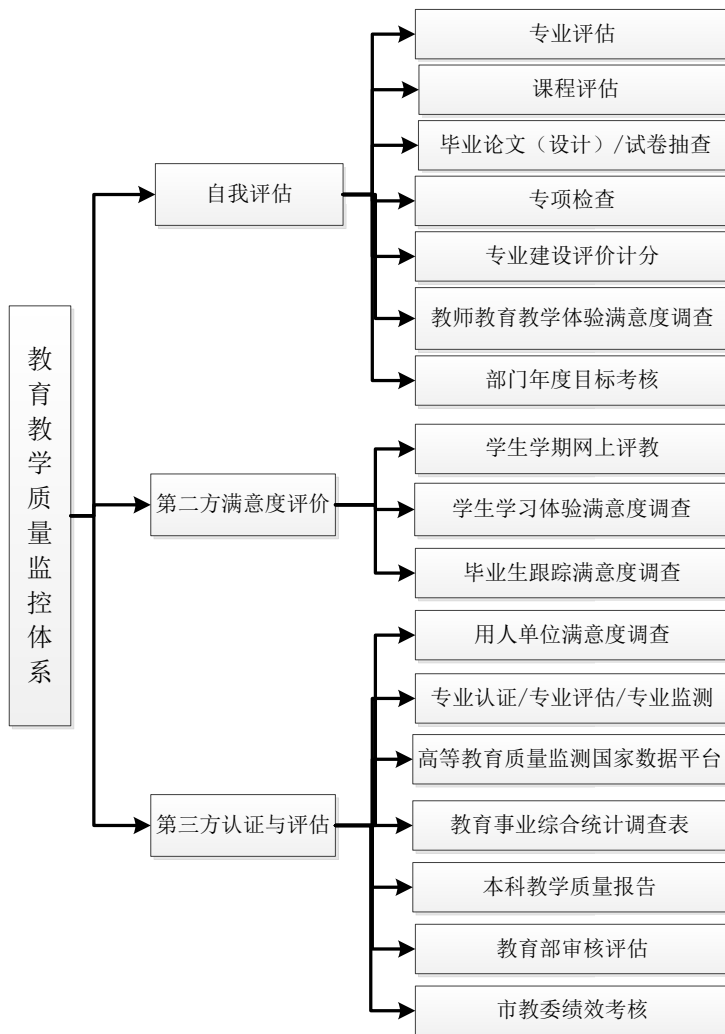 教育教学质量监控体系
自我评估
专业评估
课程评估
毕业论文（设计）/试卷抽查
专项检查
专业建设评价计分
教师教育教学体验满意度调查
部门年度目标考核
第二方满意度评价
学生学期网上评教
学生学习体验满意度调查
毕业生跟踪满意度调查
第三方认证与评估
用人单位满意度调查
专业认证/专业评估/专业监测
高等教育质量监测国家数据平台
教育事业综合统计调查表
本科教学质量报告
教育部审核评估
市教委绩效考核